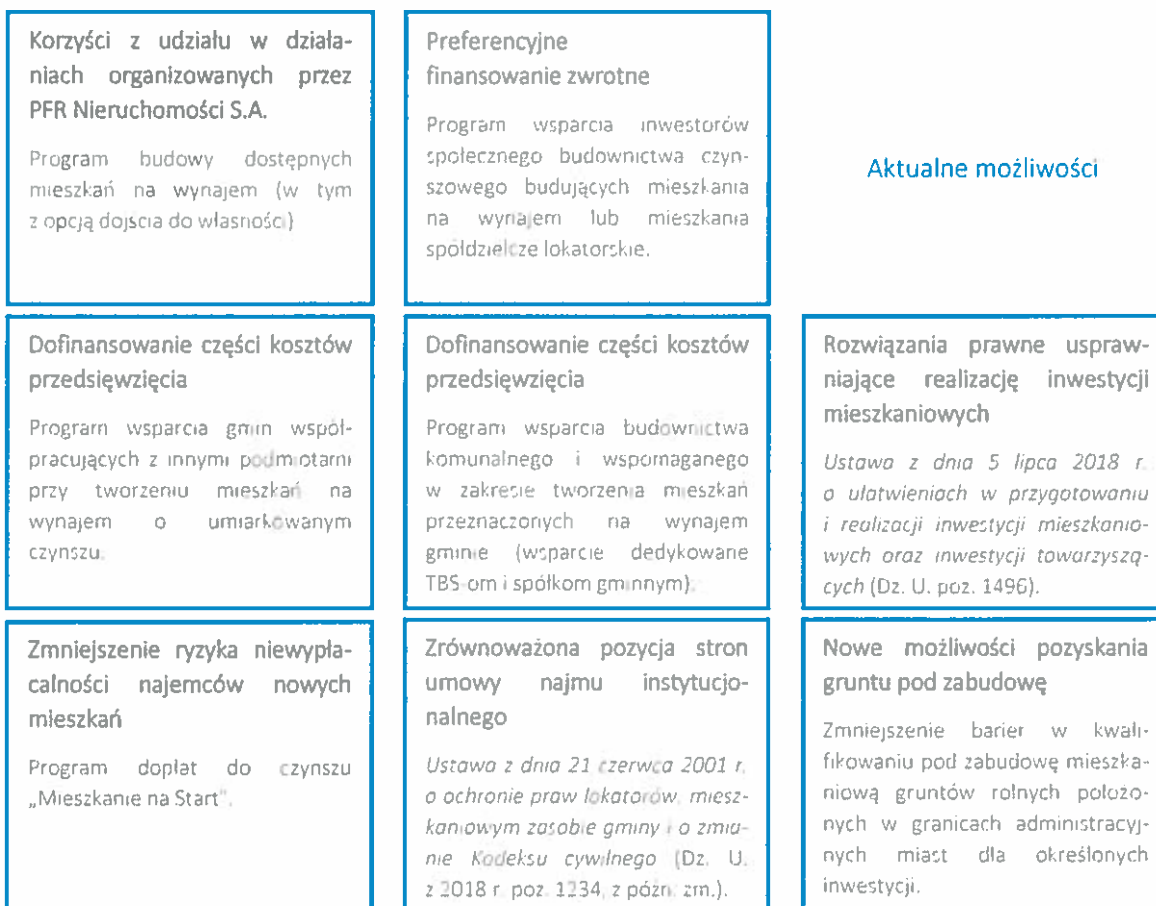 Korzyści z udziału w działa-
niach organizowanych przez
PFR Nieruchomości S.A.
Program budowy dostępnych
mieszkań na wynajem (w tym
z opcją dojścia do własności)
Preferencyjne
finansowanie zwrotne
Program wsparcia inwestorów
społecznego budownictwa czyn-
szowego budujących mieszkania
na wynajem lub mieszkania
spółdzielcze lokatorskie.
Aktualne możliwości
Dofinansowanie części kosztów
przedsięwzięcia
Program wsparcia gmin współ-
pracujących z innymi podmiotami
przy tworzeniu mieszkań na
wynajem o umiarkowanym
czynszu.
Dofinansowanie części kosztów
przedsięwzięcia
Program wsparcia budownictwa
komunalnego i wspomaganego
w zakresie tworzenia mieszkań
przeznaczonych na wynajem
gminie (wsparcie dedykowane
TBS-om i spółkom gminnym).
Rozwiązania prawne uspraw-
niające realizację inwestycji
mieszkaniowych
Ustawa z dnia 5 lipca 2018 r.
o ułatwieniach w przygotowaniu
i realizacji inwestycji mieszkanio-
wych oraz inwestycji towarzyszą-
cych (Dz. U. poz. 1496).
Zmniejszenie ryzyka niewypła-
calności najemców nowych
mieszkań
Program dopłat do czynszu
„Mieszkanie na Start”.
Zrównoważona pozycja stron
umowy najmu instytucjo-
nalnego
Ustawa z dnia 21 czerwca 2001 r.
o ochronie praw lokatorów, miesz-
kaniowym zasobie gminy i o zmia-
nie Kodeksu cywilnego (Dz. U.
z 2018 r. poz. 1234, z późn. zm.).
Nowe możliwości pozyskania
gruntu pod zabudowę
Zmniejszenie barier w kwali-
fikowaniu pod zabudowę mieszka-
niową gruntów rolnych położo-
nych w granicach administracyj-
nych miast dla określonych
inwestycji.